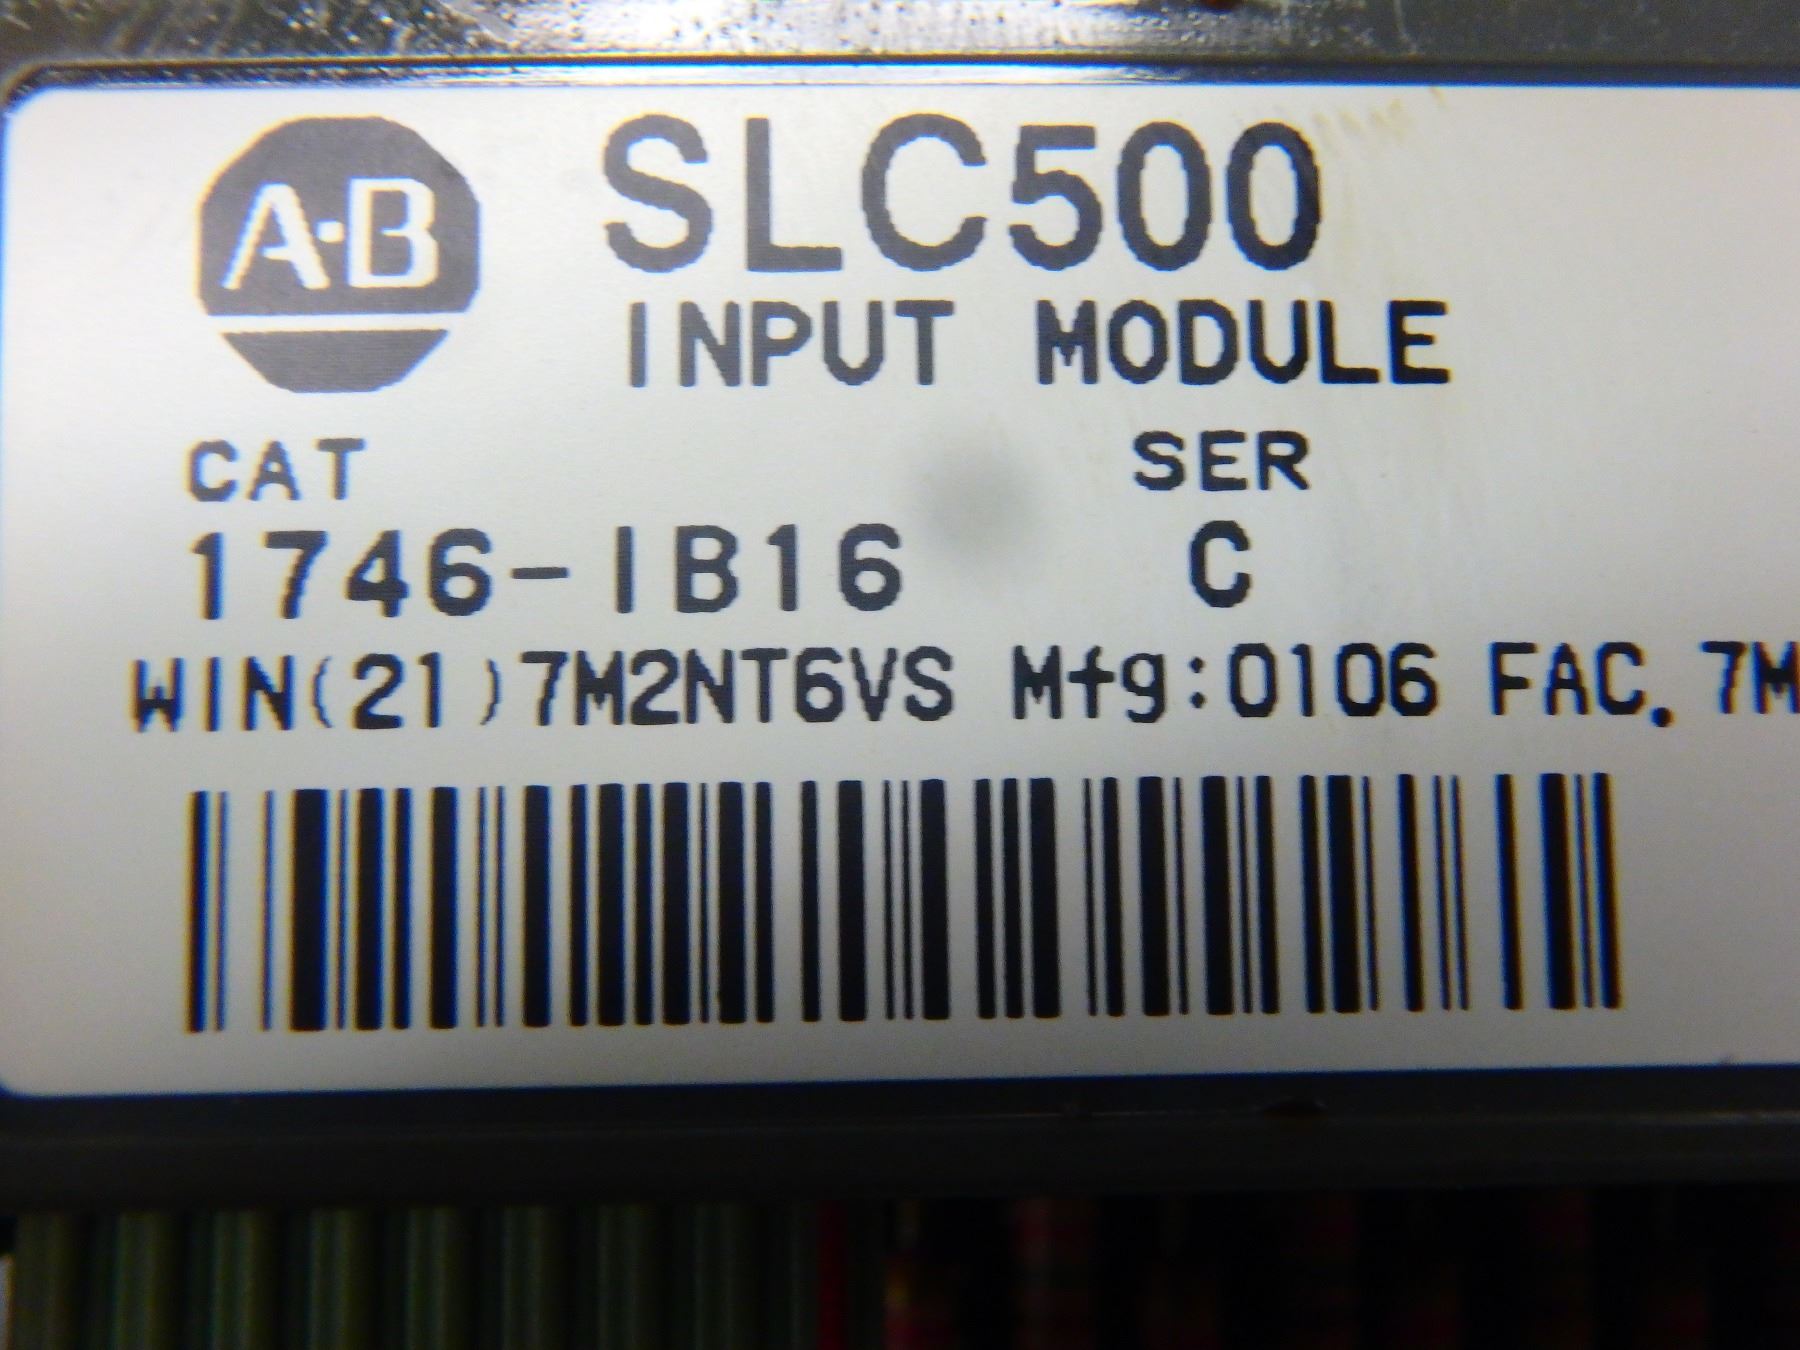 A-B
SLC500
INPUT MODULE
CAT SER
1746-IB16 C
WIN(21)7M2NT6VS Mfg:0106 FAC. 7M